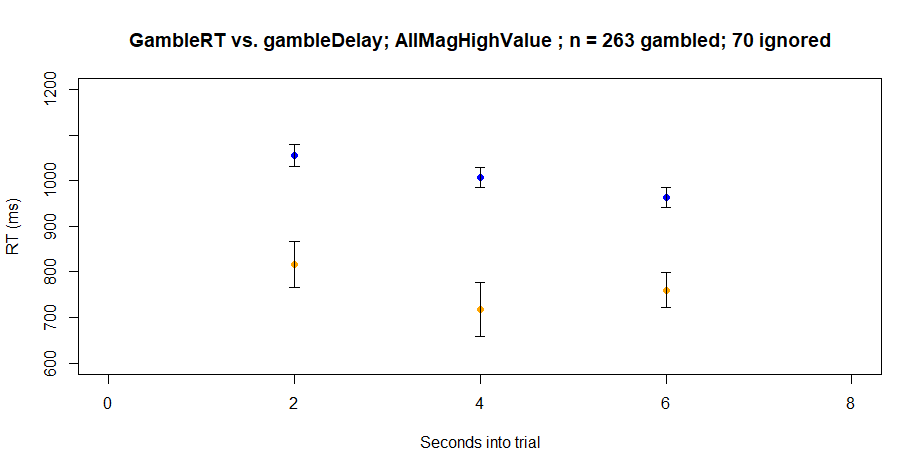 GambleRT vs. gambleDelay; AllMagHighValue ; n = 263 gambled; 70 ignored
RT (ms)
1200
1000
900
800
700
600
0 2 4 6 8
Seconds into trial